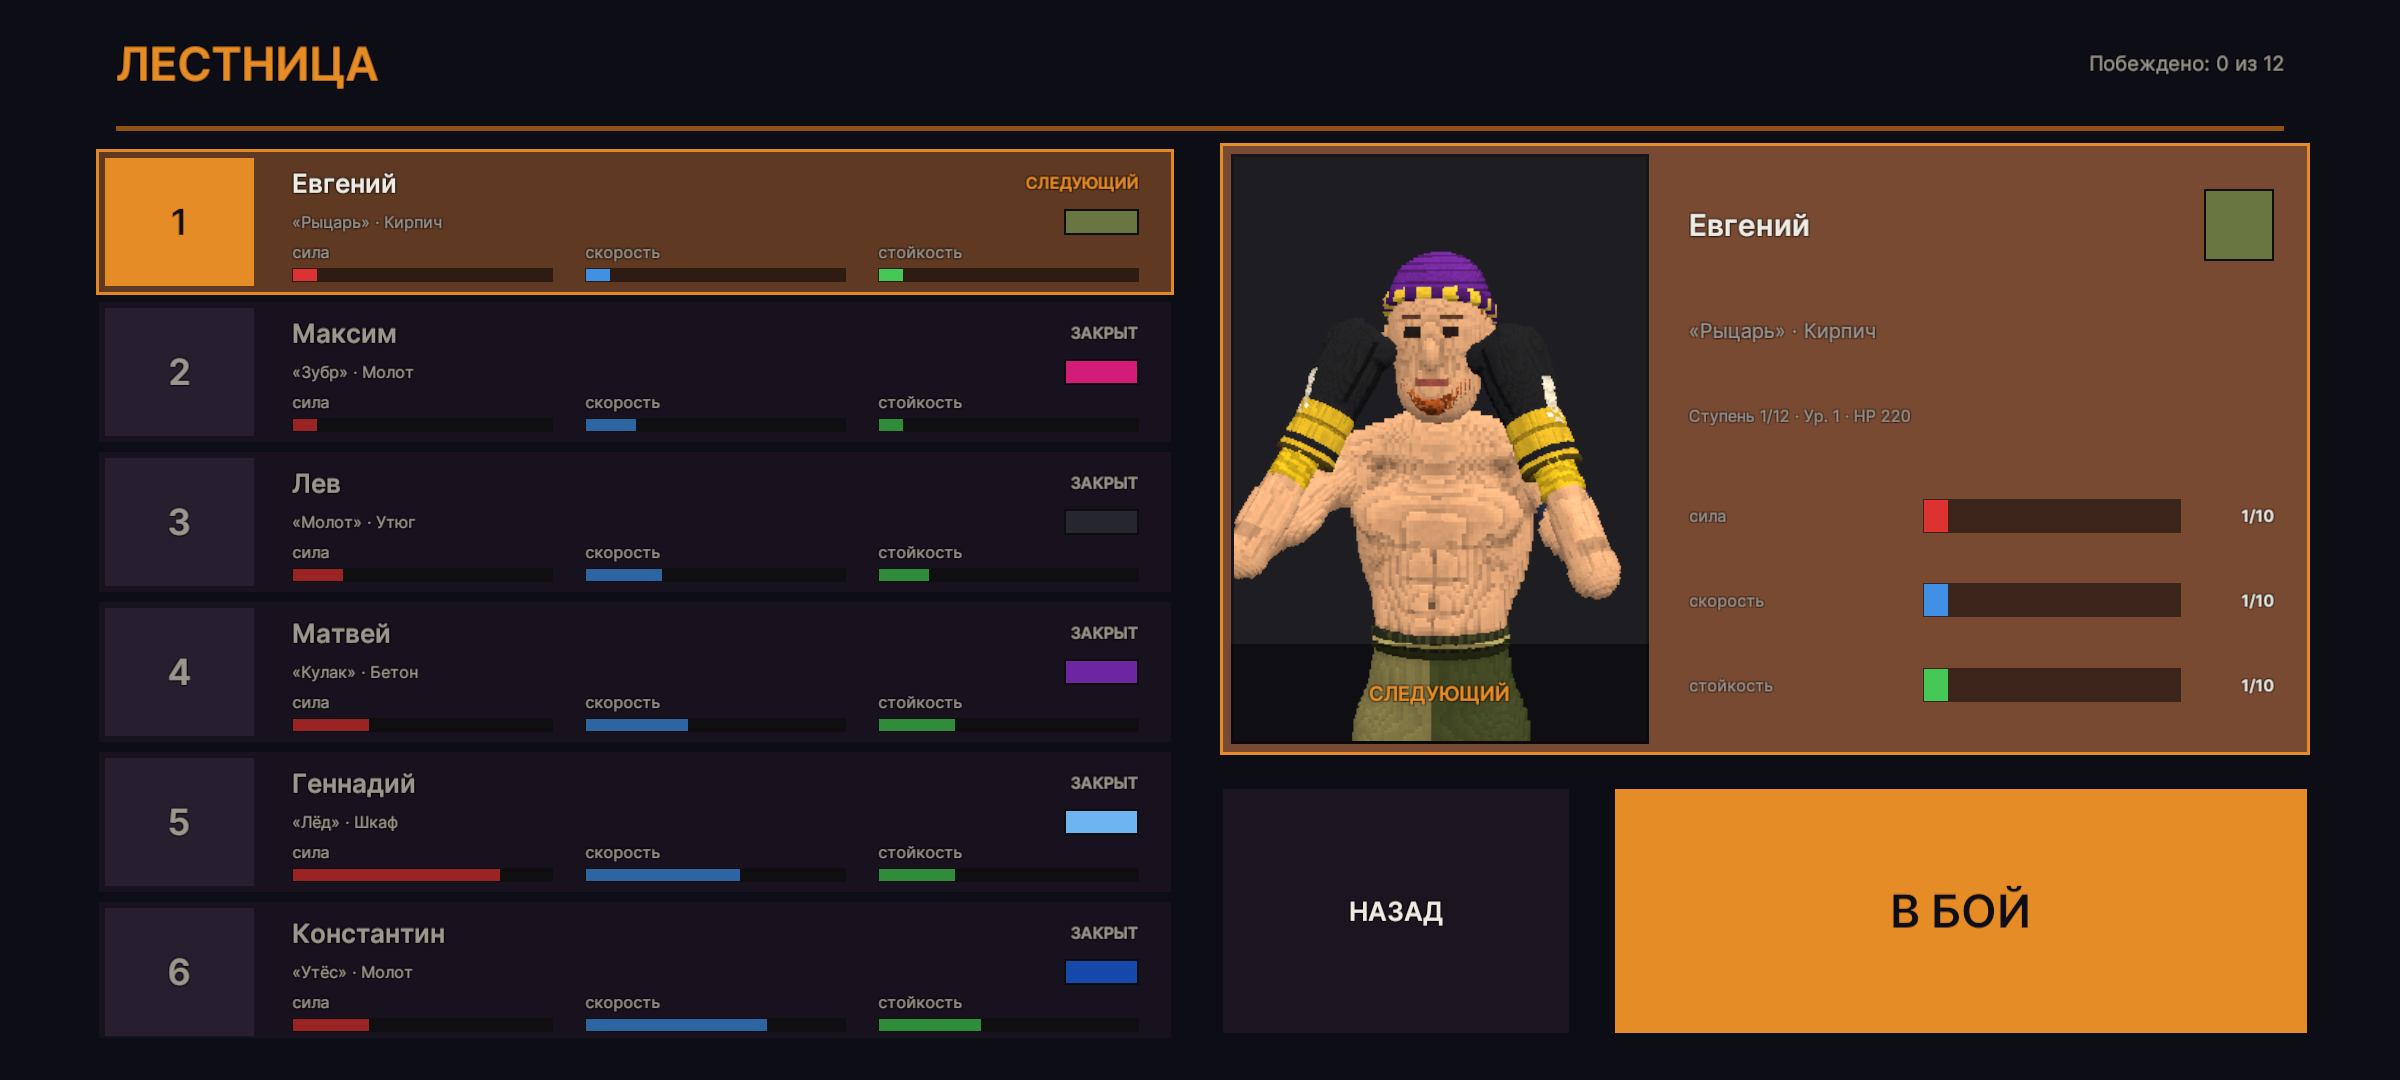 ЛЕСТНИЦА
Побеждено: 0 из 12
1
Евгений
СЛЕДУЮЩИЙ
«Рыцарь» · Кирпич
сила
скорость
стойкость
2
Максим
ЗАКРЫТ
«Зубр» · Молот
сила
скорость
стойкость
3
Лев
ЗАКРЫТ
«Молот» · Утюг
сила
скорость
стойкость
4
Матвей
ЗАКРЫТ
«Кулак» · Бетон
сила
скорость
стойкость
5
Геннадий
ЗАКРЫТ
«Лёд» · Шкаф
сила
скорость
стойкость
6
Константин
ЗАКРЫТ
«Утёс» · Молот
сила
скорость
стойкость
СЛЕДУЮЩИЙ
Евгений
«Рыцарь» · Кирпич
Ступень 1/12 · Ур. 1 · HP 220
сила 1/10
скорость 1/10
стойкость 1/10
НАЗАД
В БОЙ